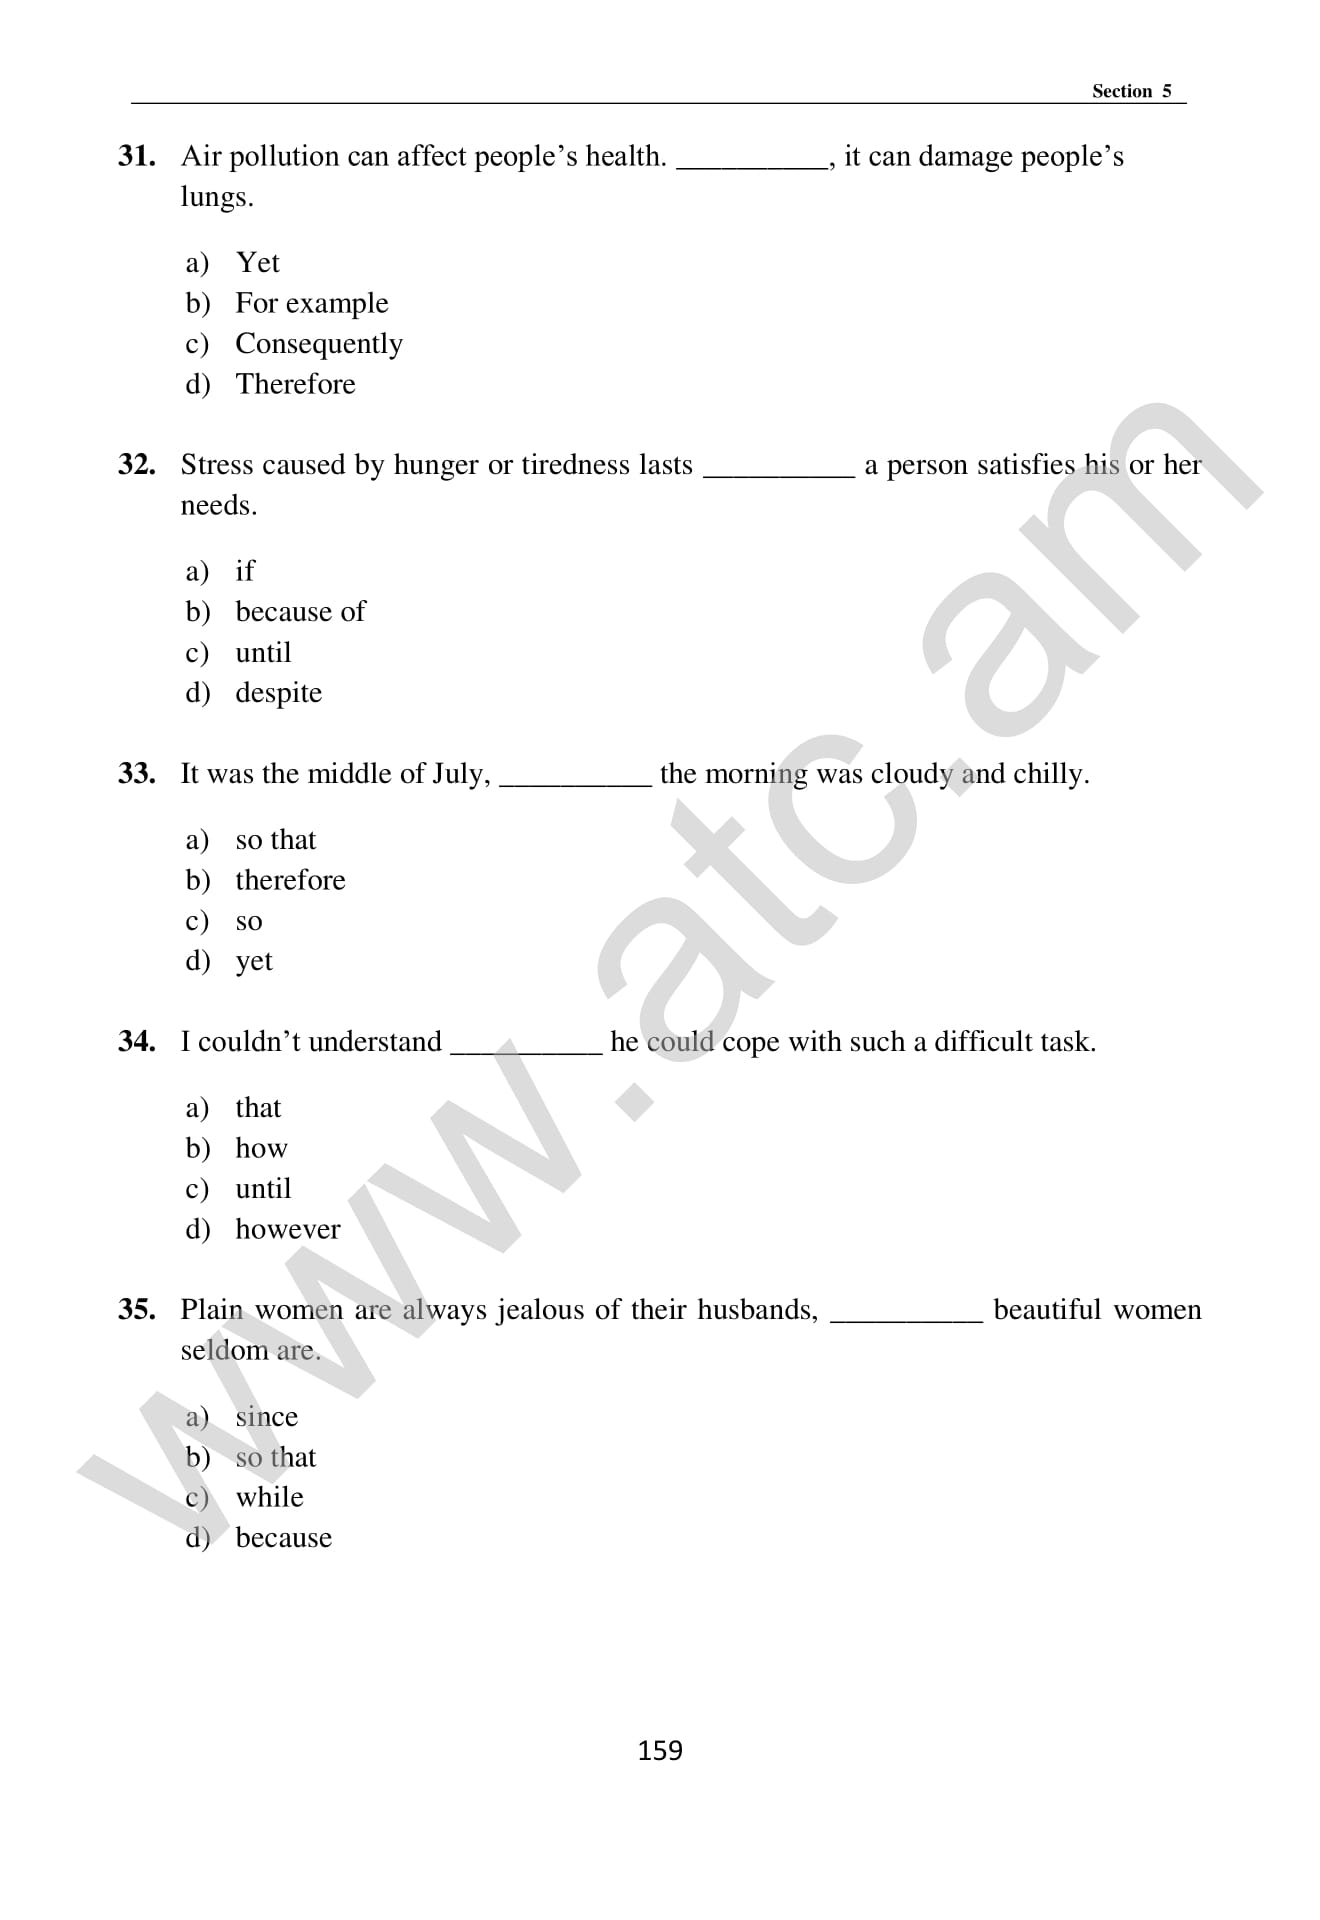 Section 5
31. Air pollution can affect people’s health. __________, it can damage people’s
lungs.
a) Yet
b) For example
c) Consequently
d) Therefore
32. Stress caused by hunger or tiredness lasts __________ a person satisfies his or her
needs.
a) if
b) because of
c) until
d) despite
33. It was the middle of July, __________ the morning was cloudy and chilly.
a) so that
b) therefore
c) so
d) yet
34. I couldn’t understand __________ he could cope with such a difficult task.
a) that
b) how
c) until
d) however
35. Plain women are always jealous of their husbands, __________ beautiful women
seldom are.
a) since
b) so that
c) while
d) because
159
www.atc.am